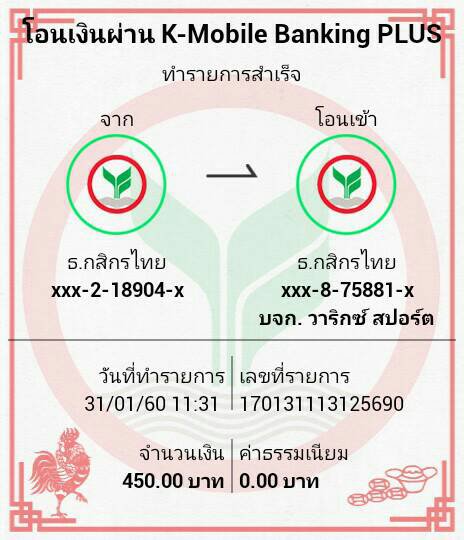 โอนเงินผ่าน K-Mobile Banking PLUS
ทำรายการสำเร็จ
จาก
โอนเข้า
ธ.กสิกรไทย
ธ.กสิกรไทย
xxx-2-18904-x
xxx-8-75881-x
บจก. วาริกซ์ สปอร์ต
วันที่ทำรายการ
เลขที่รายการ
31/01/60 11:31
170131113125690
จำนวนเงิน
ค่าธรรมเนียม
450.00 บาท
0.00 บาท